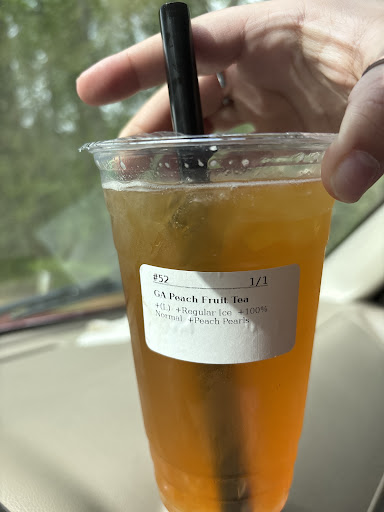 #52 1/1
GA Peach Fruit Tea
+(L) +Regular Ice +100%
Normal +Peach Pearls